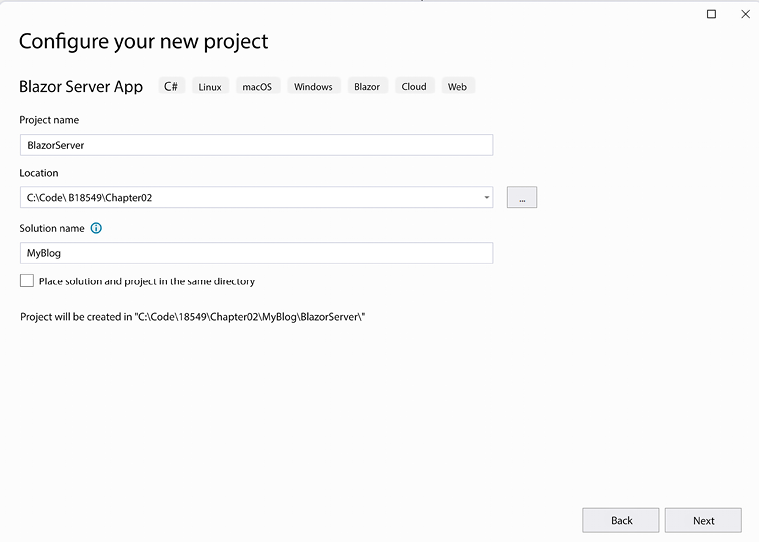 Configure your new project
Blazor Server App C# Linux macOS Windows Blazor Cloud Web
Project name
BlazorServer
Location
C:\Code\ B18549\Chapter02
...
Solution name
MyBlog
Place solution and project in the same directory
Project will be created in "C:\Code\18549\Chapter02\MyBlog\BlazorServer\"
Back Next